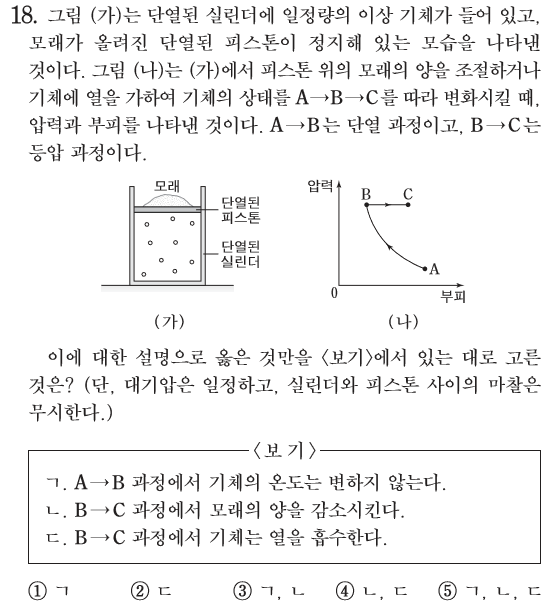 18. 그림 (가)는 단열된 실린더에 일정량의 이상 기체가 들어 있고,
모래가 올려진 단열된 피스톤이 정지해 있는 모습을 나타낸
것이다. 그림 (나)는 (가)에서 피스톤 위의 모래의 양을 조절하거나
기체에 열을 가하여 기체의 상태를 A→B→C를 따라 변화시킬 때,
압력과 부피를 나타낸 것이다. A→B는 단열 과정이고, B→C는
등압 과정이다.
모래
단열된
피스톤
단열된
실린더
(가)
압력
B
C
A
0
부피
(나)
이에 대한 설명으로 옳은 것만을 〈보기〉에서 있는 대로 고른
것은? (단, 대기압은 일정하고, 실린더와 피스톤 사이의 마찰은
무시한다.)
〈보 기〉
ㄱ. A→B 과정에서 기체의 온도는 변하지 않는다.
ㄴ. B→C 과정에서 모래의 양을 감소시킨다.
ㄷ. B→C 과정에서 기체는 열을 흡수한다.
① ㄱ ② ㄷ ③ ㄱ, ㄴ ④ ㄴ, ㄷ ⑤ ㄱ, ㄴ, ㄷ